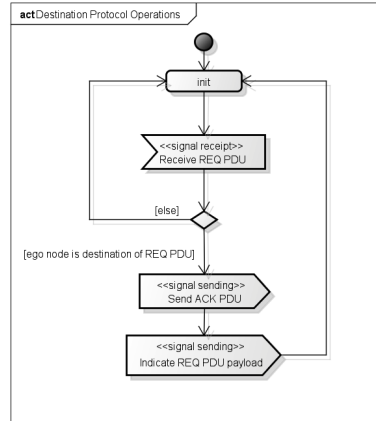 act Destination Protocol Operations
init
<<signal receipt>>
Receive REQ PDU
[else]
[ego node is destination of REQ PDU]
<<signal sending>>
Send ACK PDU
<<signal sending>>
Indicate REQ PDU payload